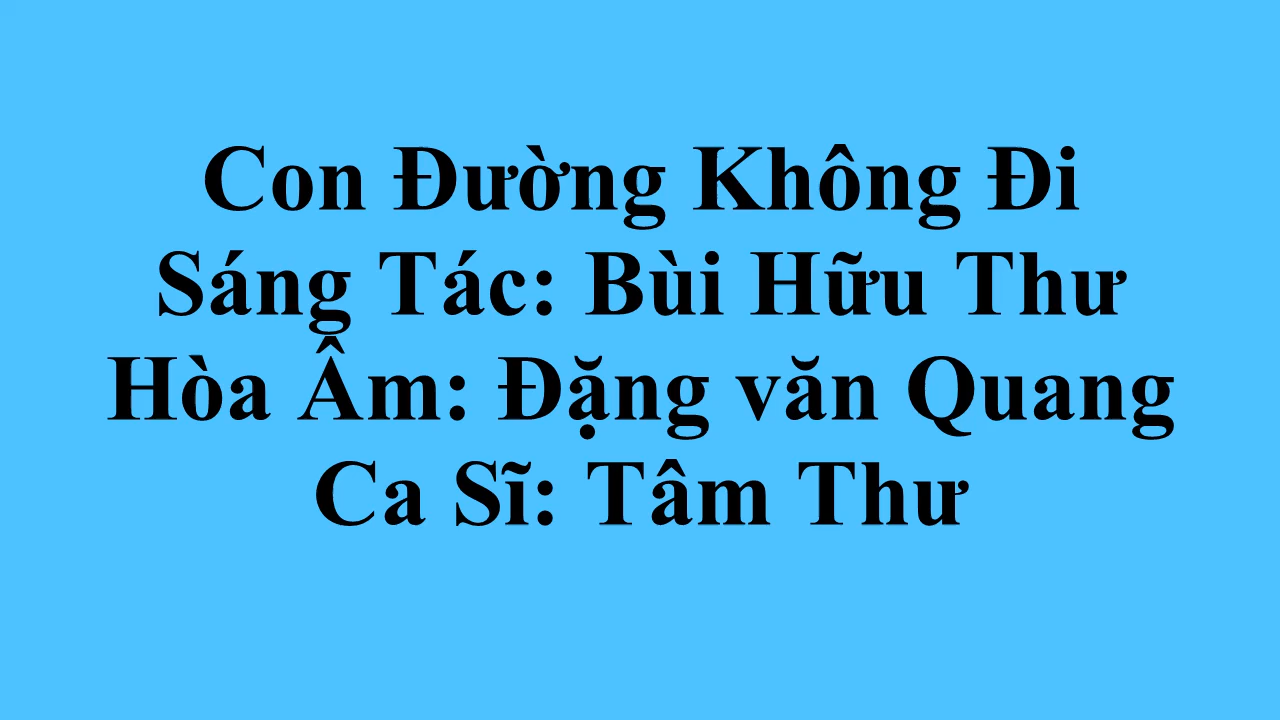 Con Đường Không Đi
Sáng Tác: Bùi Hữu Thư
Hòa Âm: Đặng văn Quang
Ca Sĩ: Tâm Thư